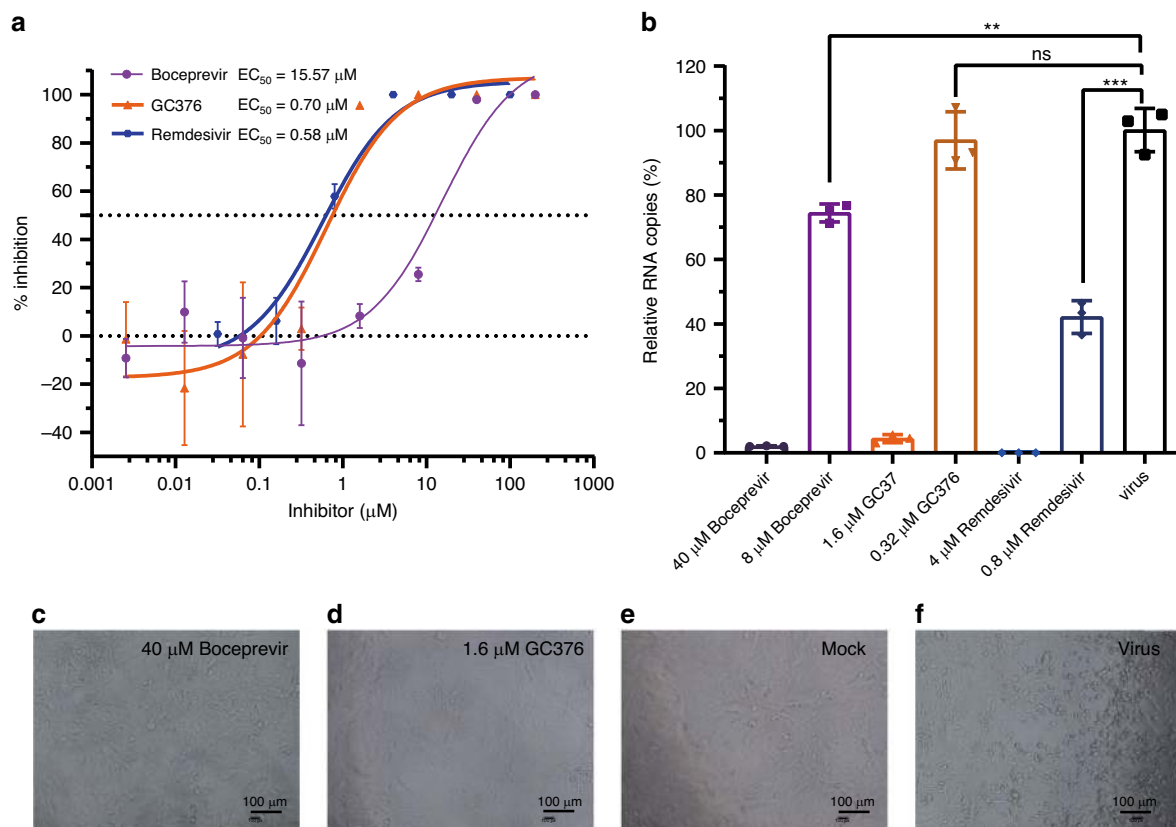 a
Boceprevir EC50 = 15.57 μM
GC376 EC50 = 0.70 μM
Remdesivir EC50 = 0.58 μM
100
80
60
40
20
0
−20
−40
% inhibition
0.001
0.01
0.1
1
10
100
1000
Inhibitor (μM)
b
**
ns
***
120
100
80
60
40
20
0
Relative RNA copies (%)
40 μM Boceprevir
8 μM Boceprevir
1.6 μM GC37
0.32 μM GC376
4 μM Remdesivir
0.8 μM Remdesivir
virus
c
40 μM Boceprevir
100 μm
d
1.6 μM GC376
100 μm
e
Mock
100 μm
f
Virus
100 μm